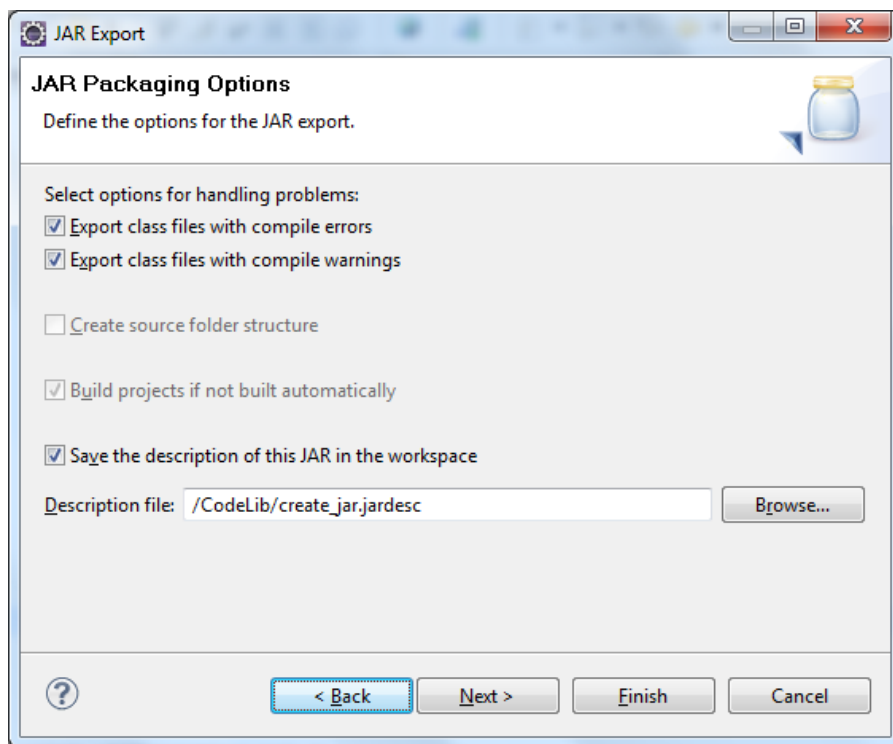 JAR Export
JAR Packaging Options
Define the options for the JAR export.
Select options for handling problems:
Export class files with compile errors
Export class files with compile warnings
Create source folder structure
Build projects if not built automatically
Save the description of this JAR in the workspace
Description file: /CodeLib/create_jar.jardesc Browse...
? < Back Next > Finish Cancel